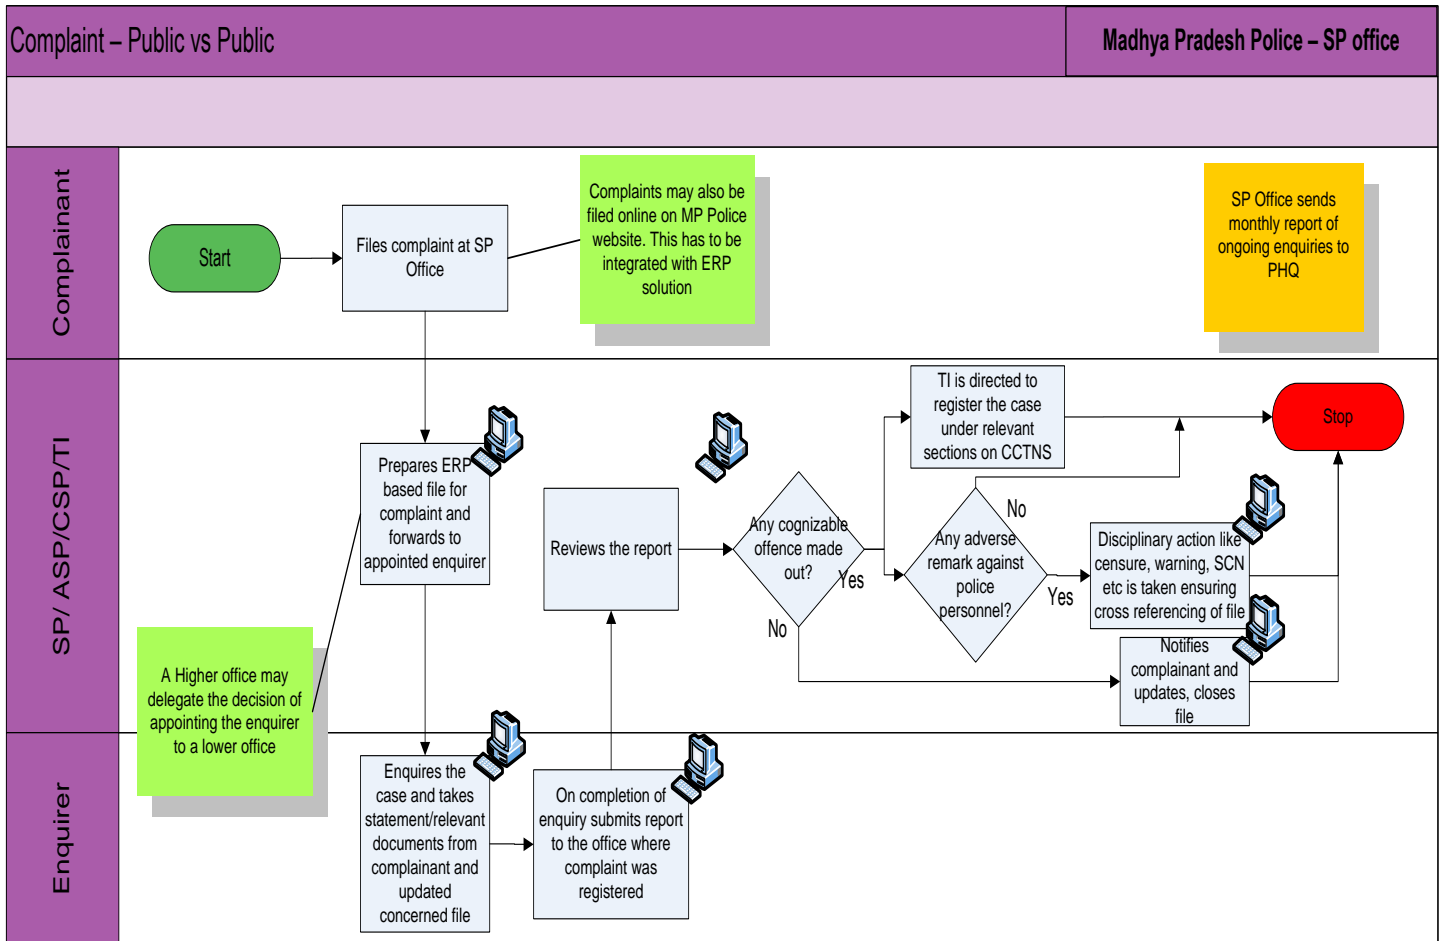 Complaint – Public vs Public
Madhya Pradesh Police – SP office
Complainant
Start
Files complaint at SP
Office
Complaints may also be
filed online on MP Police
website. This has to be
integrated with ERP
solution
SP Office sends
monthly report of
ongoing enquiries to
PHQ
SP/ ASP/CSP/TI
Prepares ERP
based file for
complaint and
forwards to
appointed enquirer
A Higher office may
delegate the decision of
appointing the enquirer
to a lower office
Reviews the report
Any cognizable
offence made
out?
Yes
No
TI is directed to
register the case
under relevant
sections on CCTNS
Any adverse
remark against
police
personnel?
No
Yes
Disciplinary action like
censure, warning, SCN
etc is taken ensuring
cross referencing of file
Notifies
complainant and
updates, closes
file
Stop
Enquirer
Enquires the
case and takes
statement/relevant
documents from
complainant and
updated
concerned file
On completion of
enquiry submits report
to the office where
complaint was
registered